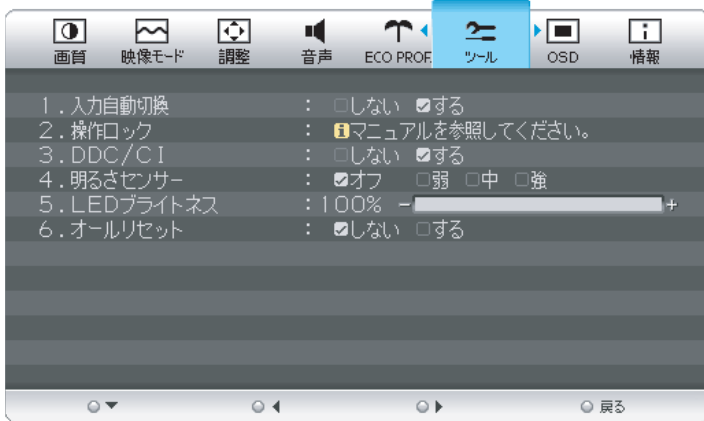 画質 映像モード 調整 音声 ECO PROF. ツール OSD 情報
1.入力自動切換 : しない する
2.操作ロック : マニュアルを参照してください。
3.DDC/CI : しない する
4.明るさセンサー : オフ 弱 中 強
5.LEDブライトネス :100% - +
6.オールリセット : しない する
戻る